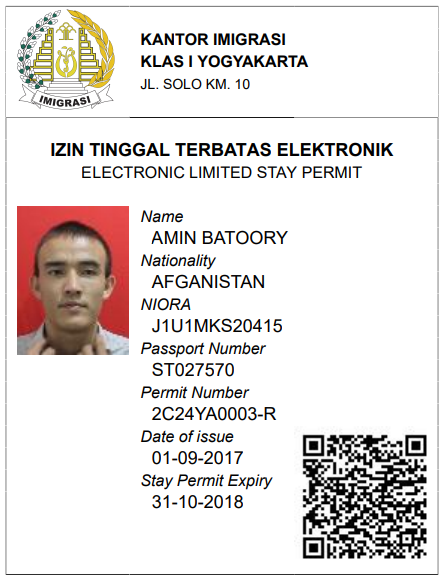 IMIGRASI
KANTOR IMIGRASI
KLAS I YOGYAKARTA
JL. SOLO KM. 10
IZIN TINGGAL TERBATAS ELEKTRONIK
ELECTRONIC LIMITED STAY PERMIT
Name
AMIN BATOORY
Nationality
AFGANISTAN
NIORA
J1U1MKS20415
Passport Number
ST027570
Permit Number
2C24YA0003-R
Date of issue
01-09-2017
Stay Permit Expiry
31-10-2018